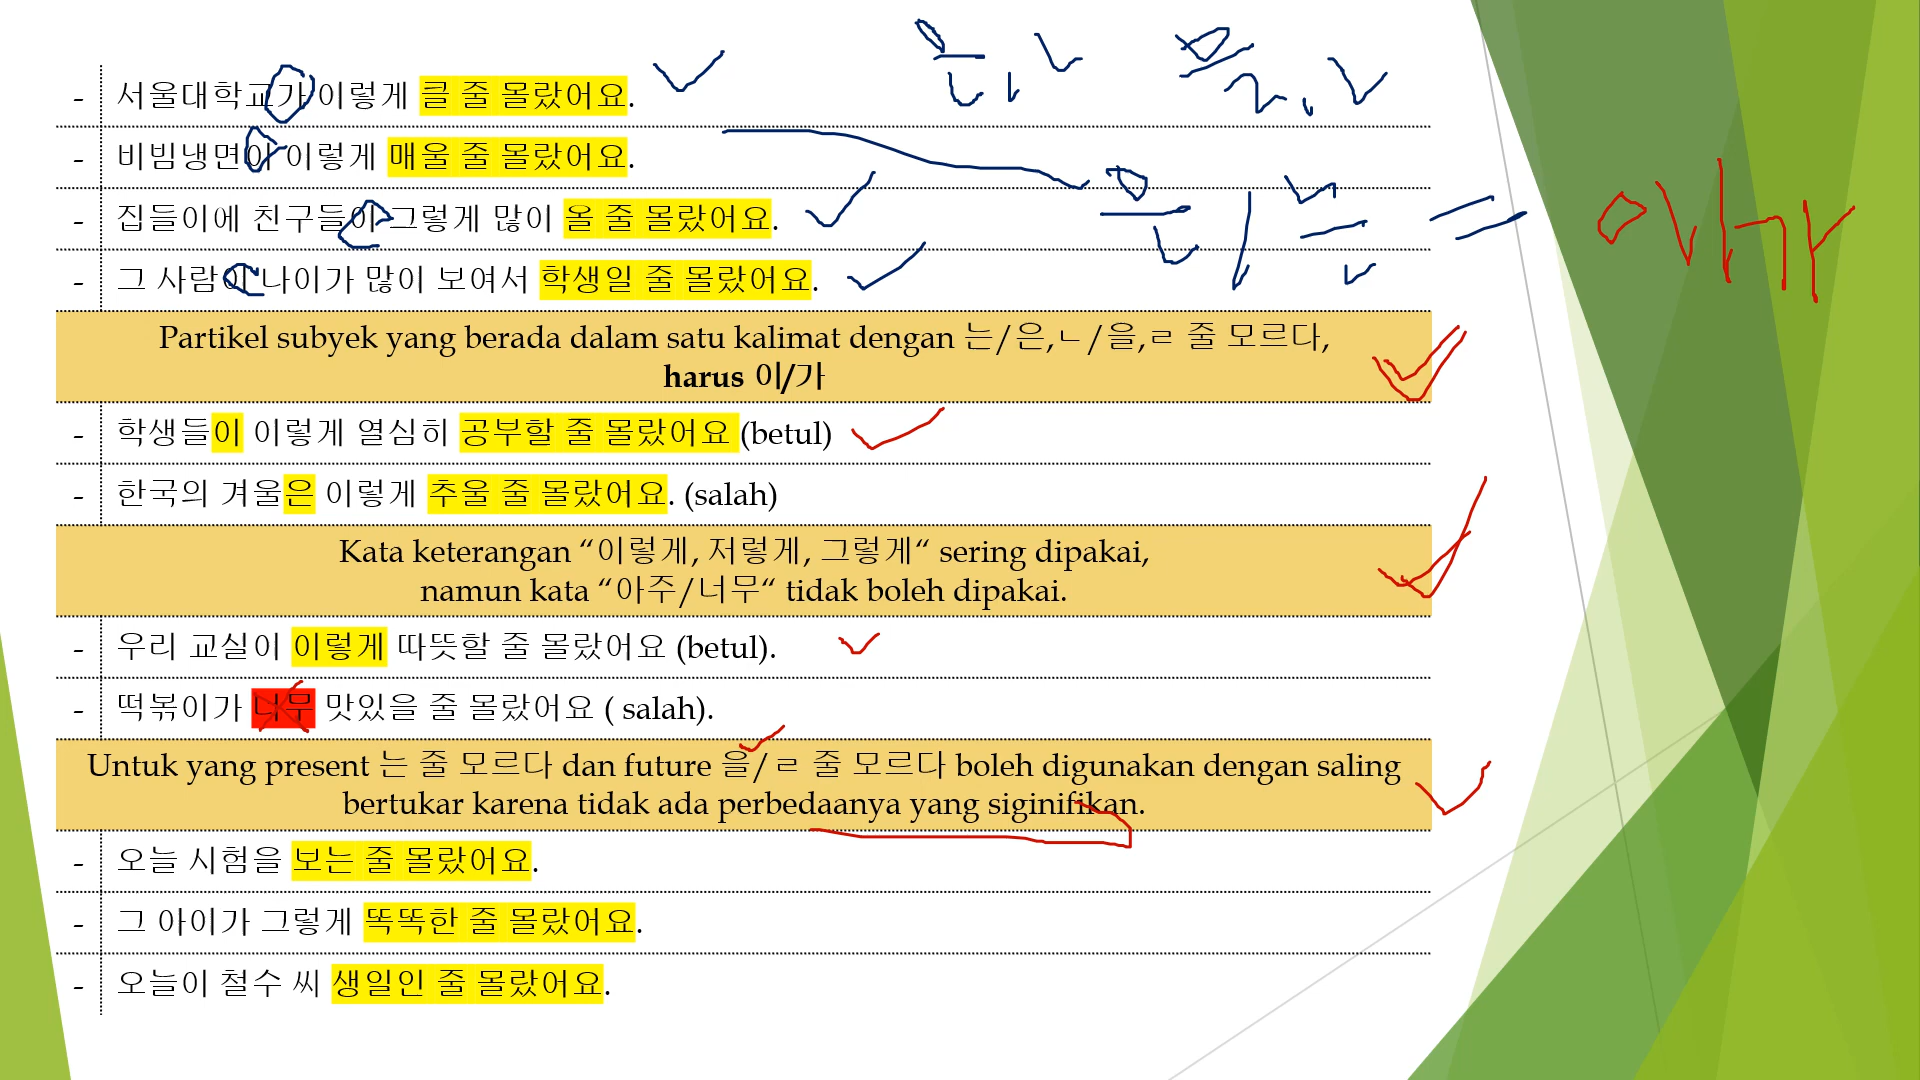 - 서울대학교가 이렇게 클 줄 몰랐어요.
- 비빔냉면이 이렇게 매울 줄 몰랐어요.
- 집들이에 친구들이 그렇게 많이 올 줄 몰랐어요.
- 그 사람이 나이가 많이 보여서 학생일 줄 몰랐어요.
Partikel subyek yang berada dalam satu kalimat dengan 는/은,ㄴ/을,ㄹ 줄 모르다,
harus 이/가
- 학생들이 이렇게 열심히 공부할 줄 몰랐어요 (betul)
- 한국의 겨울은 이렇게 추울 줄 몰랐어요. (salah)
Kata keterangan “이렇게, 저렇게, 그렇게“ sering dipakai,
namun kata “아주/너무“ tidak boleh dipakai.
- 우리 교실이 이렇게 따뜻할 줄 몰랐어요 (betul).
- 떡볶이가 너무 맛있을 줄 몰랐어요 ( salah).
Untuk yang present 는 줄 모르다 dan future 을/ㄹ 줄 모르다 boleh digunakan dengan saling
bertukar karena tidak ada perbedaanya yang siginifikan.
- 오늘 시험을 보는 줄 몰랐어요.
- 그 아이가 그렇게 똑똑한 줄 몰랐어요.
- 오늘이 철수 씨 생일인 줄 몰랐어요.
은, ㄴ
을, ㄹ
은/는 = 이/가